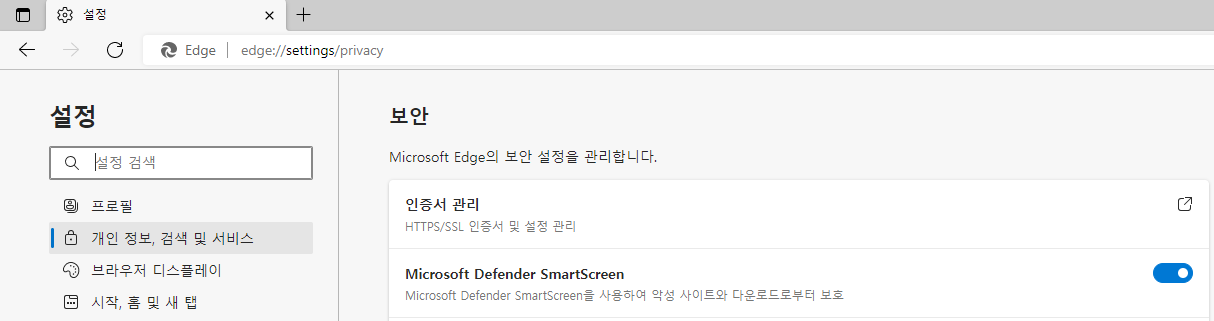 설정
Edge edge://settings/privacy
설정
설정 검색
프로필
개인 정보, 검색 및 서비스
브라우저 디스플레이
시작, 홈 및 새 탭
보안
Microsoft Edge의 보안 설정을 관리합니다.
인증서 관리
HTTPS/SSL 인증서 및 설정 관리
Microsoft Defender SmartScreen
Microsoft Defender SmartScreen을 사용하여 악성 사이트와 다운로드로부터 보호